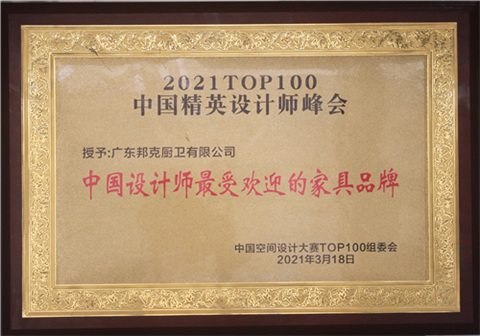 2021TOP100
中国精英设计师峰会
授予:广东邦克厨卫有限公司
中国设计师最受欢迎的家具品牌
中国空间设计大赛TOP100组委会
2021年3月18日